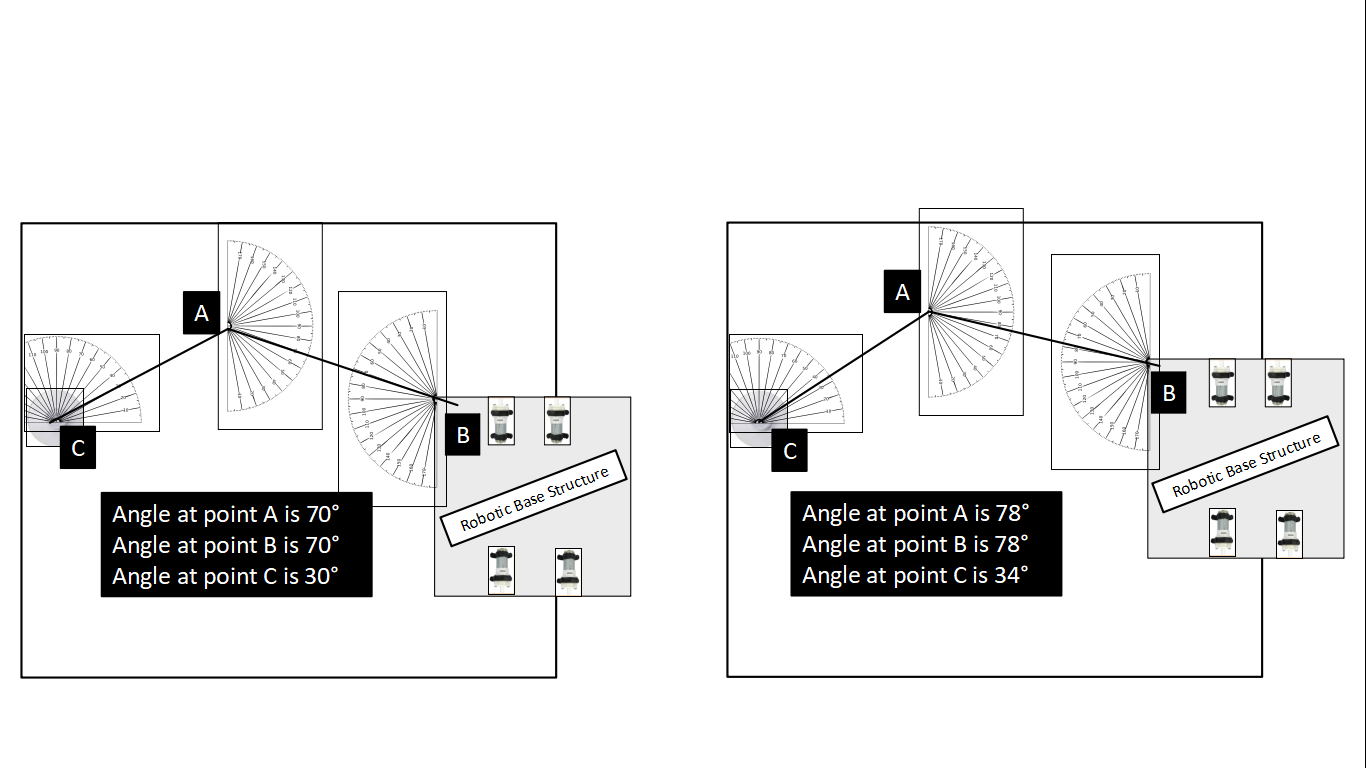 A
B
C
Robotic Base Structure
Angle at point A is 70°
Angle at point B is 70°
Angle at point C is 30°
A
B
C
Robotic Base Structure
Angle at point A is 78°
Angle at point B is 78°
Angle at point C is 34°